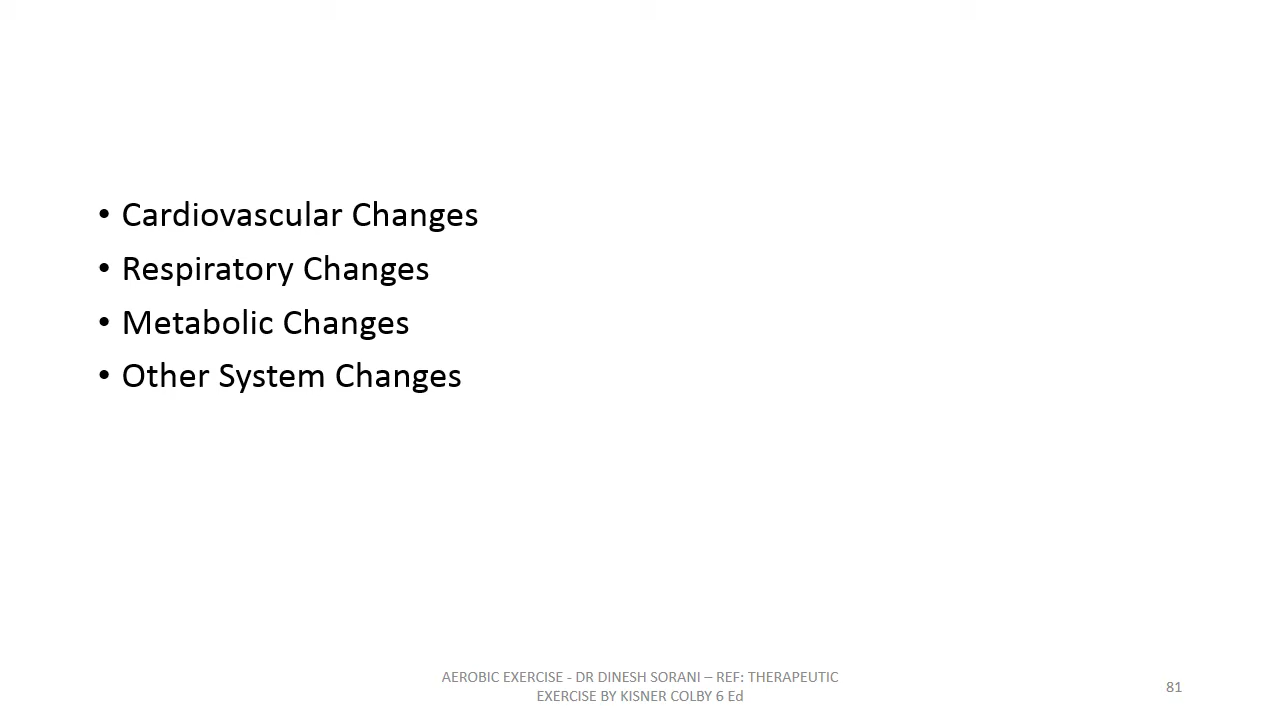 • Cardiovascular Changes
• Respiratory Changes
• Metabolic Changes
• Other System Changes
AEROBIC EXERCISE - DR DINESH SORANI – REF: THERAPEUTIC
EXERCISE BY KISNER COLBY 6 Ed
81